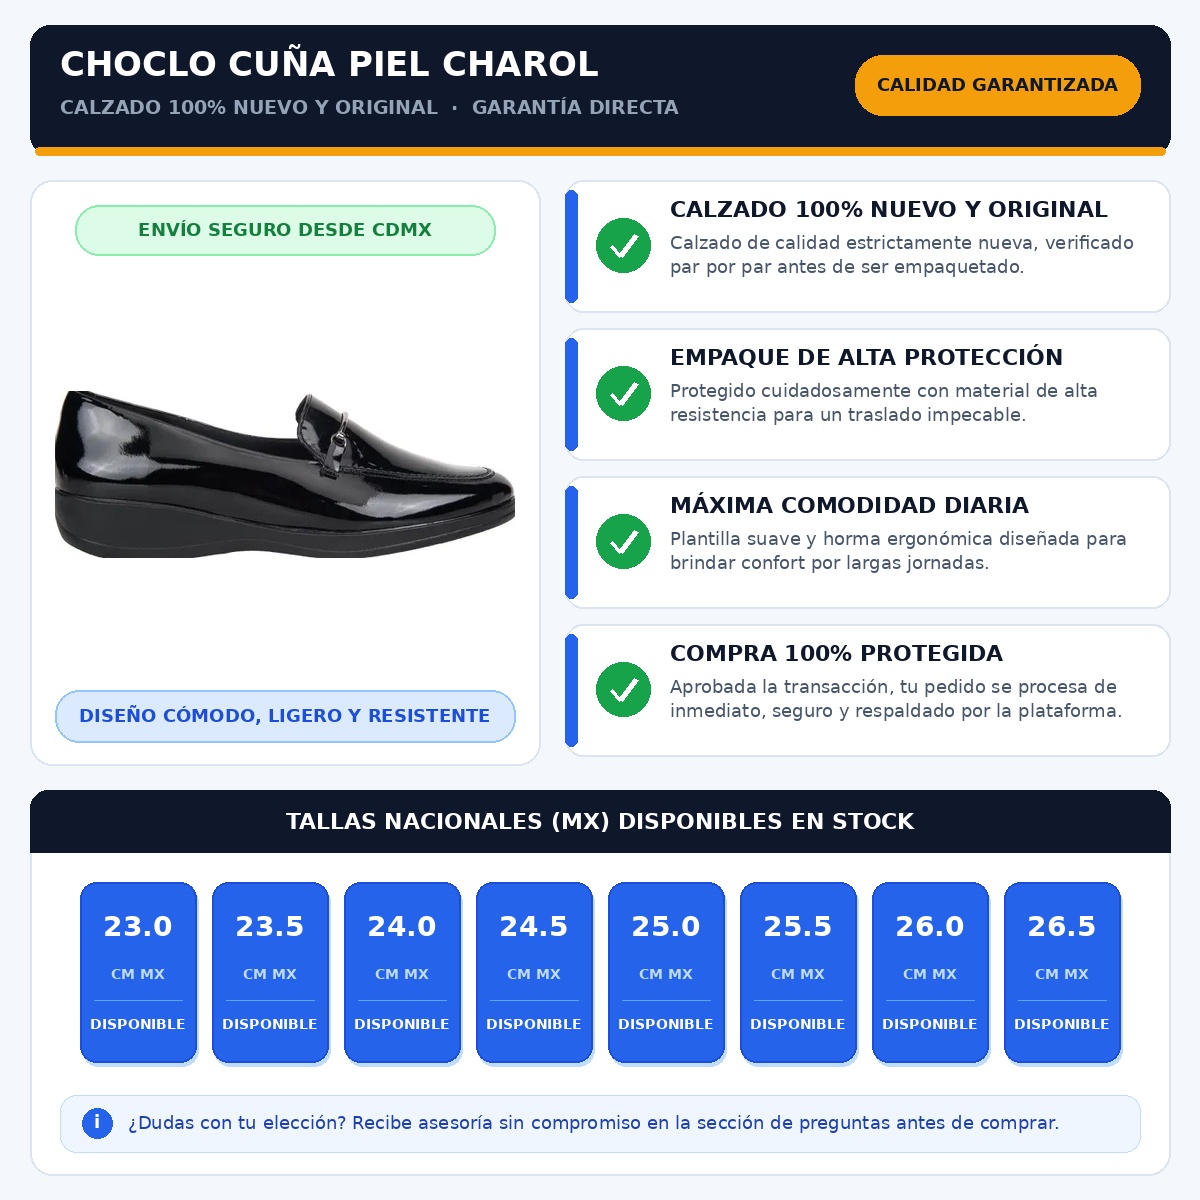 CHOCLO CUÑA PIEL CHAROL
CALZADO 100% NUEVO Y ORIGINAL · GARANTÍA DIRECTA
CALIDAD GARANTIZADA
ENVÍO SEGURO DESDE CDMX
DISEÑO CÓMODO, LIGERO Y RESISTENTE
CALZADO 100% NUEVO Y ORIGINAL
Calzado de calidad estrictamente nueva, verificado
par por par antes de ser empaquetado.
EMPAQUE DE ALTA PROTECCIÓN
Protegido cuidadosamente con material de alta
resistencia para un traslado impecable.
MÁXIMA COMODIDAD DIARIA
Plantilla suave y horma ergonómica diseñada para
brindar confort por largas jornadas.
COMPRA 100% PROTEGIDA
Aprobada la transacción, tu pedido se procesa de
inmediato, seguro y respaldado por la plataforma.
TALLAS NACIONALES (MX) DISPONIBLES EN STOCK
23.0 23.5 24.0 24.5 25.0 25.5 26.0 26.5
CM MX CM MX CM MX CM MX CM MX CM MX CM MX CM MX
DISPONIBLE DISPONIBLE DISPONIBLE DISPONIBLE DISPONIBLE DISPONIBLE DISPONIBLE DISPONIBLE
i ¿Dudas con tu elección? Recibe asesoría sin compromiso en la sección de preguntas antes de comprar.